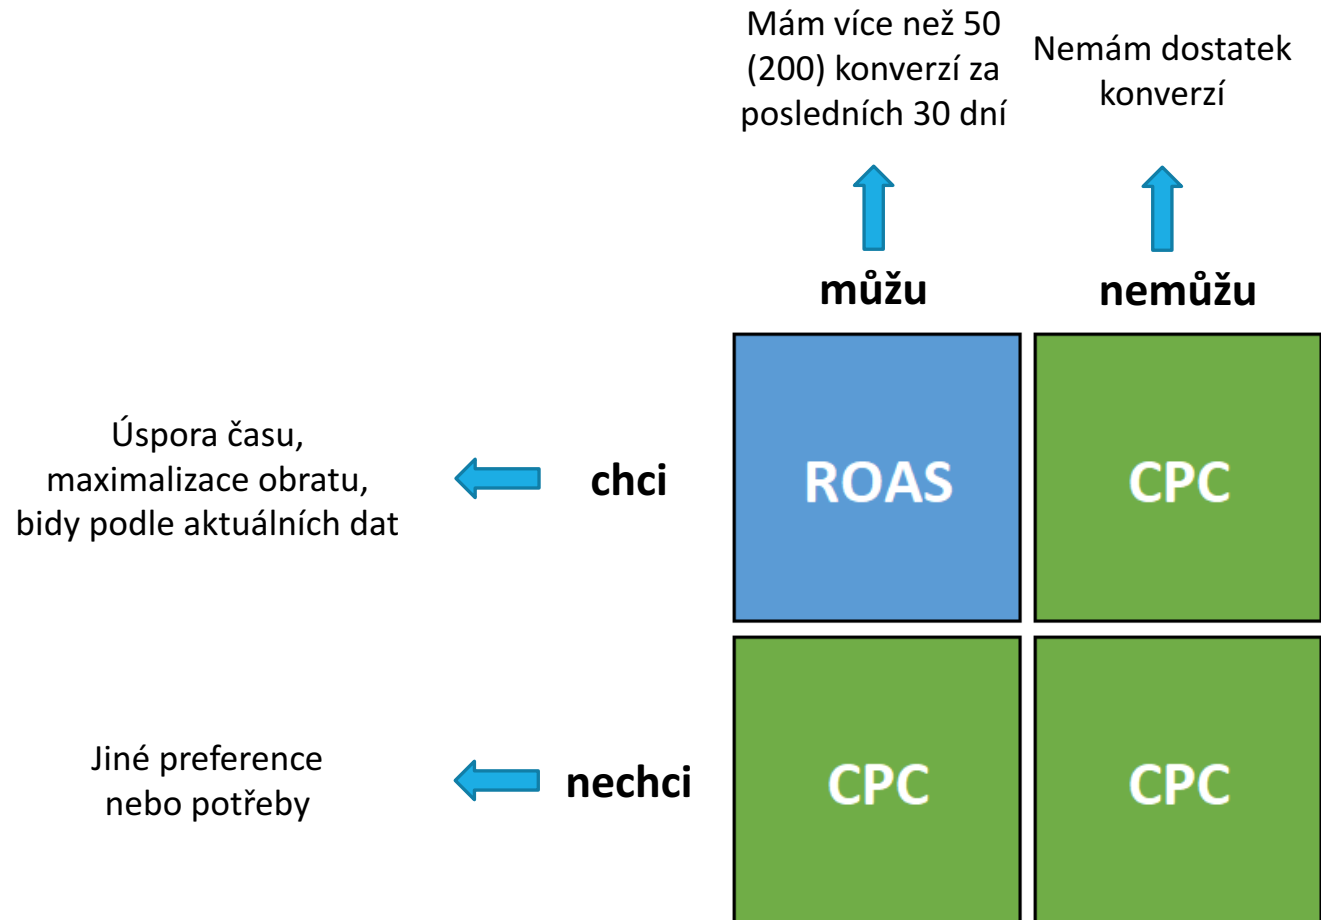 Mám více než 50
(200) konverzí za
posledních 30 dní
Nemám dostatek
konverzí
můžu
nemůžu
Úspora času,
maximalizace obratu,
bidy podle aktuálních dat
chci
ROAS
CPC
Jiné preference
nebo potřeby
nechci
CPC
CPC